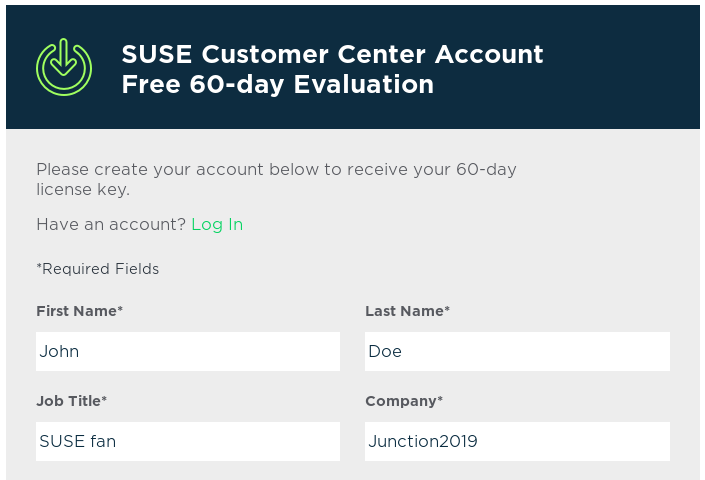 SUSE Customer Center Account
Free 60-day Evaluation
Please create your account below to receive your 60-day
license key.
Have an account? Log In
*Required Fields
First Name* Last Name*
John Doe
Job Title* Company*
SUSE fan Junction2019